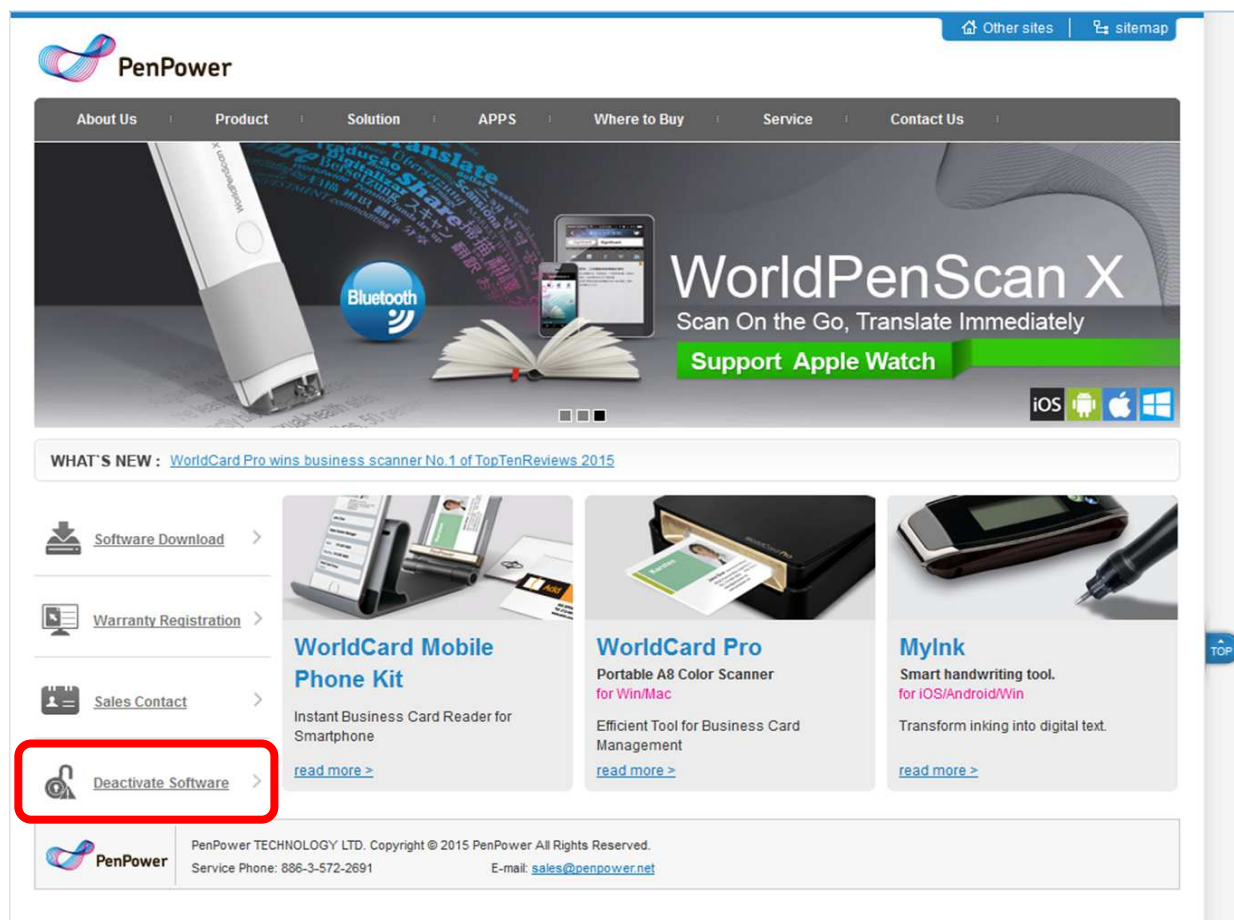 Other sites
sitemap
PenPower
About Us
Product
Solution
APPS
Where to Buy
Service
Contact Us
WorldPenScan X
Translate
Share
Bluetooth
WorldPenScan X
Scan On the Go, Translate Immediately
Support Apple Watch
iOS
WHAT`S NEW : WorldCard Pro wins business scanner No.1 of TopTenReviews 2015
Software Download
Warranty Registration
Sales Contact
Deactivate Software
WorldCard Mobile
Phone Kit
Instant Business Card Reader for
Smartphone
read more >
WorldCard Pro
Portable A8 Color Scanner
for Win/Mac
Efficient Tool for Business Card
Management
read more >
MyInk
Smart handwriting tool.
for iOS/Android/Win
Transform inking into digital text.
read more >
TOP
PenPower
PenPower TECHNOLOGY LTD. Copyright © 2015 PenPower All Rights Reserved.
Service Phone: 886-3-572-2691
E-mail: sales@penpower.net